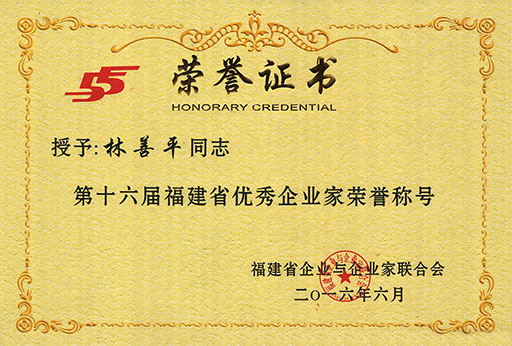 荣誉证书
HONORARY CREDENTIAL
授予:林善平同志
第十六届福建省优秀企业家荣誉称号
福建省企业与企业家联合会
二〇一六年六月